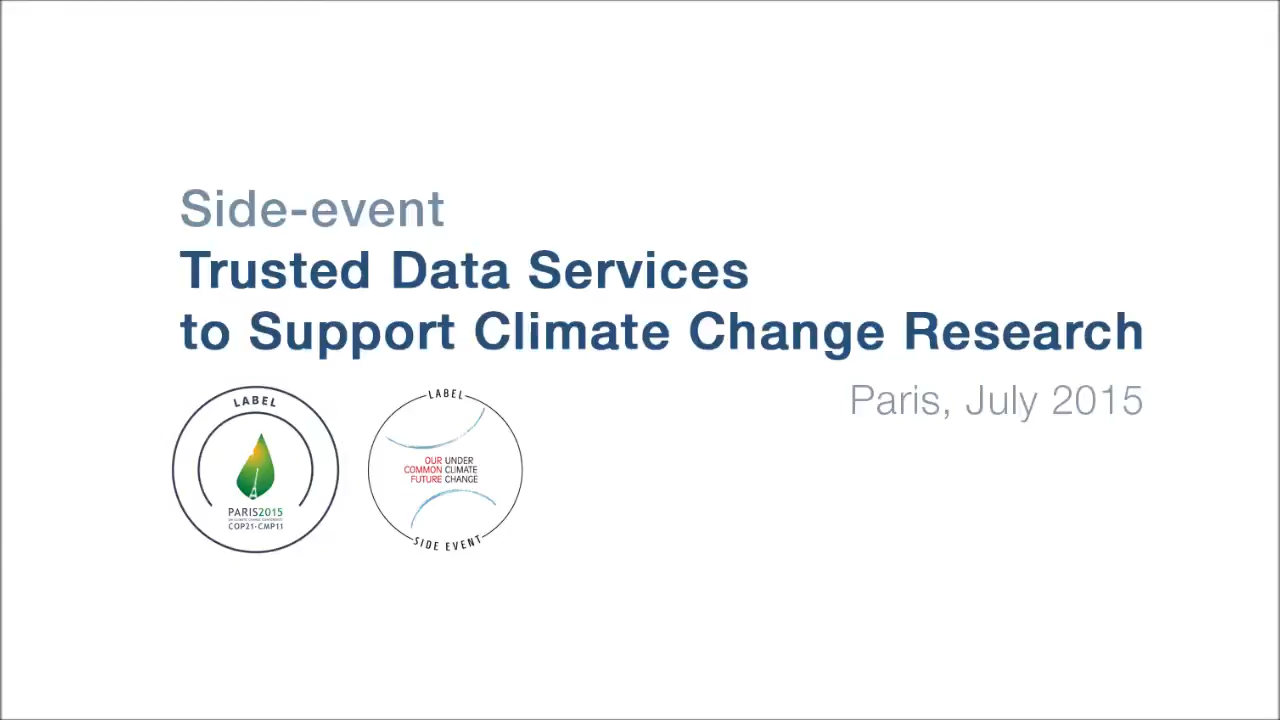 Side-event
Trusted Data Services
to Support Climate Change Research
Paris, July 2015
LABEL
PARIS2015
COP21·CMP11
LABEL
OUR UNDER
COMMON CLIMATE
FUTURE CHANGE
SIDE EVENT